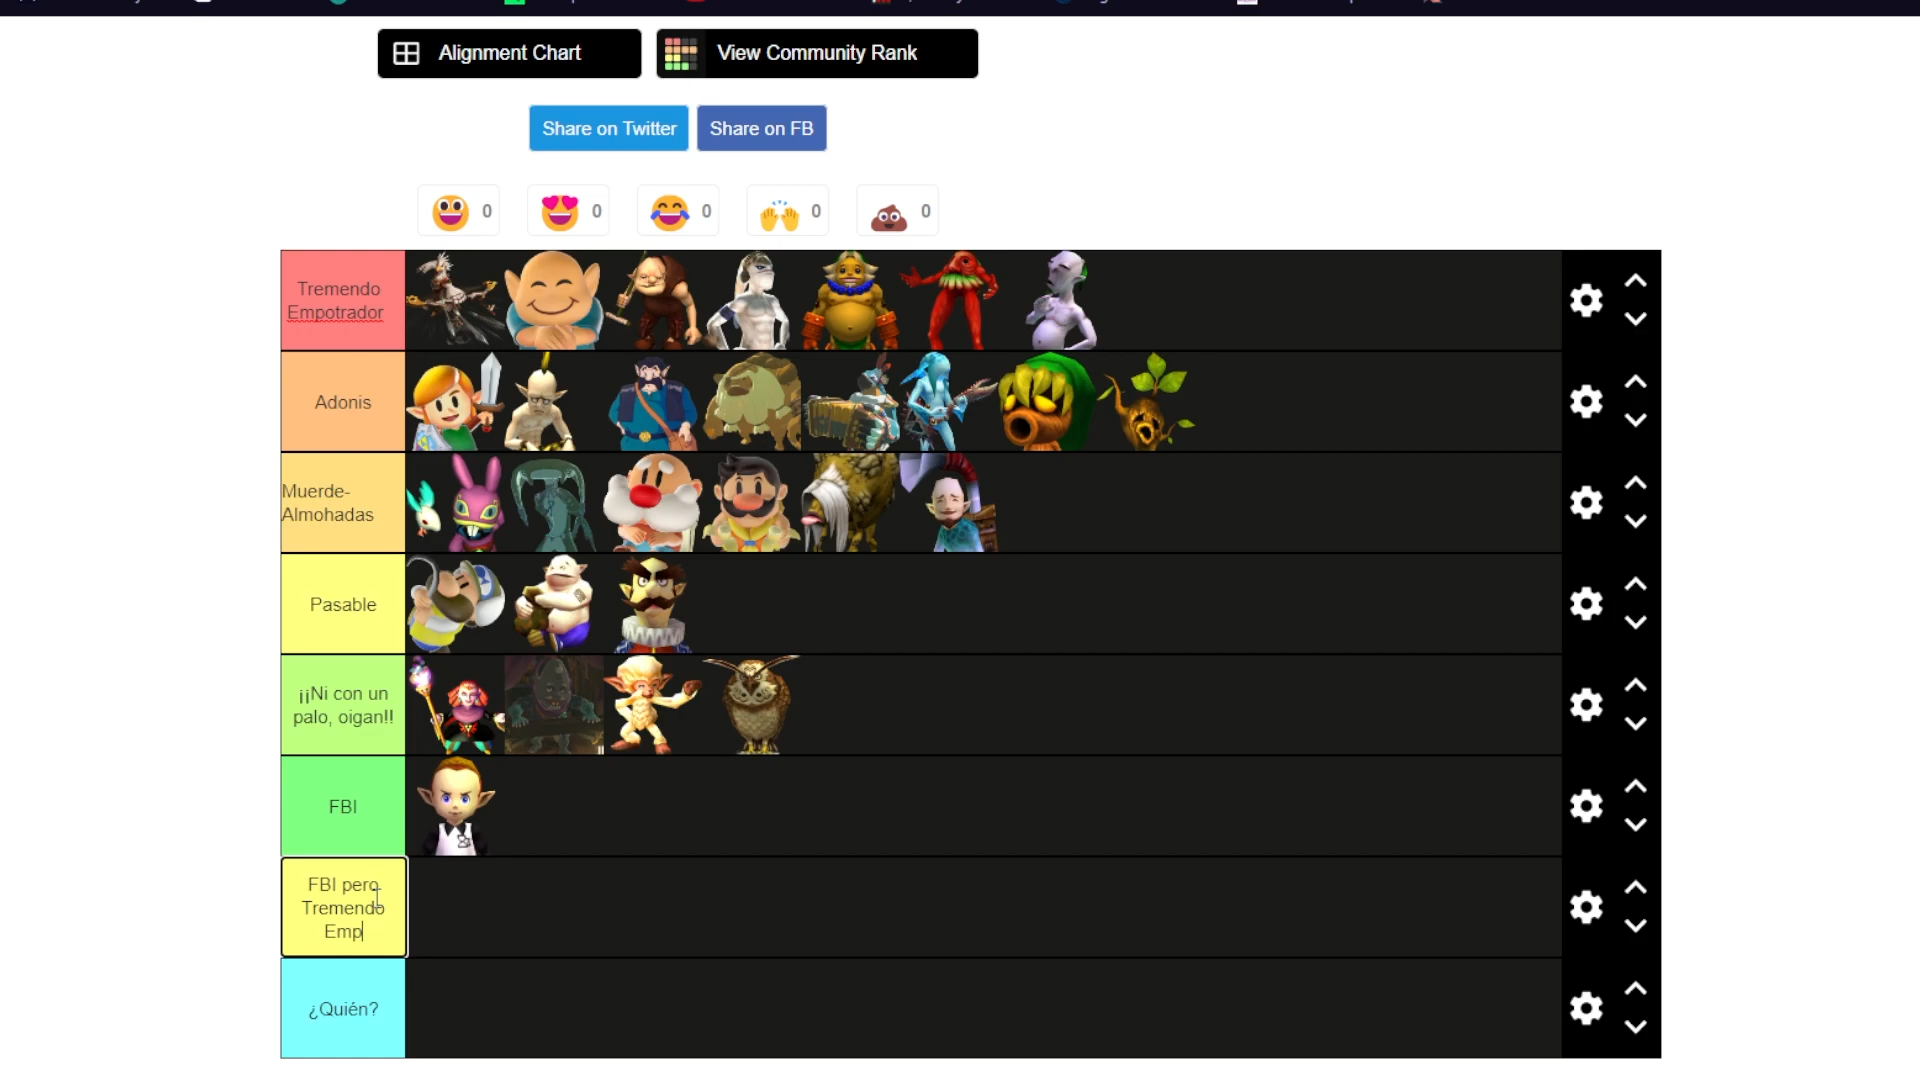 Alignment Chart
View Community Rank
Share on Twitter
Share on FB
0
0
0
0
0
Tremendo
Empotrador
Adonis
Muerde-
Almohadas
Pasable
¡¡Ni con un
palo, oigan!!
FBI
FBI pero
Tremendo
Emp
¿Quién?